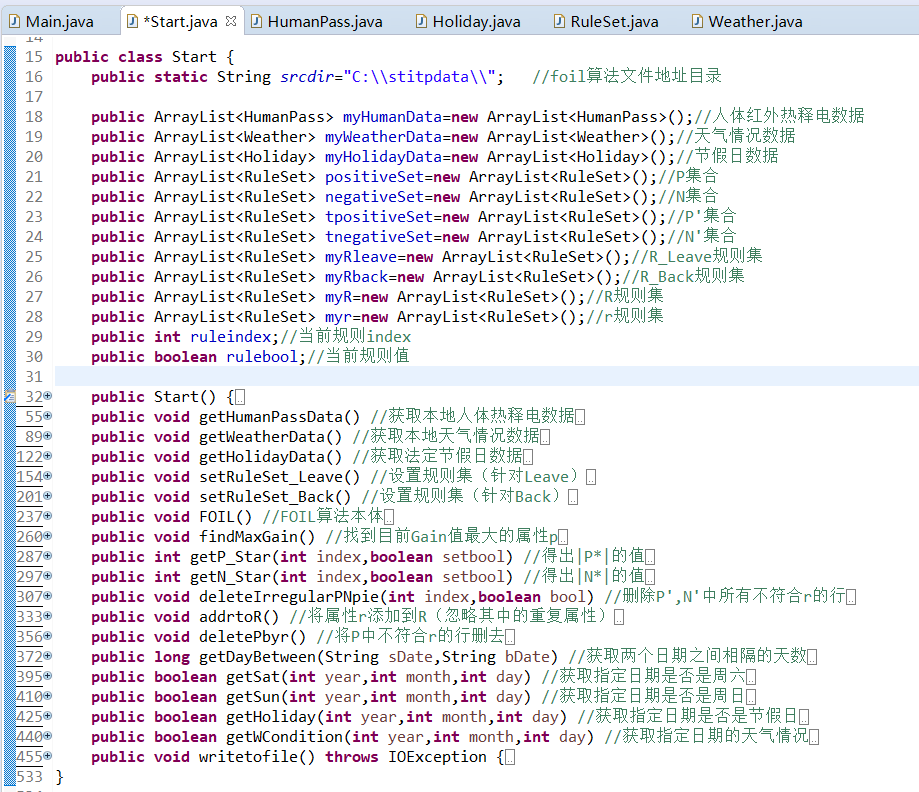 Main.java *Start.java HumanPass.java Holiday.java RuleSet.java Weather.java
14
15 public class Start {
16 public static String srcdir="C:\\stitpdata\\"; //foil算法文件地址目录
17
18 public ArrayList<HumanPass> myHumanData=new ArrayList<HumanPass>();//人体红外热释电数据
19 public ArrayList<Weather> myWeatherData=new ArrayList<Weather>();//天气情况数据
20 public ArrayList<Holiday> myHolidayData=new ArrayList<Holiday>();//节假日数据
21 public ArrayList<RuleSet> positiveSet=new ArrayList<RuleSet>();//P集合
22 public ArrayList<RuleSet> negativeSet=new ArrayList<RuleSet>();//N集合
23 public ArrayList<RuleSet> tpositiveSet=new ArrayList<RuleSet>();//P'集合
24 public ArrayList<RuleSet> tnegativeSet=new ArrayList<RuleSet>();//N'集合
25 public ArrayList<RuleSet> myRleave=new ArrayList<RuleSet>();//R_Leave规则集
26 public ArrayList<RuleSet> myRback=new ArrayList<RuleSet>();//R_Back规则集
27 public ArrayList<RuleSet> myR=new ArrayList<RuleSet>();//R规则集
28 public ArrayList<RuleSet> myr=new ArrayList<RuleSet>();//r规则集
29 public int ruleindex;//当前规则index
30 public boolean rulebool;//当前规则值
31
32 public Start() {
55 public void getHumanPassData() //获取本地人体热释电数据
89 public void getWeatherData() //获取本地天气情况数据
122 public void getHolidayData() //获取法定节假日数据
154 public void setRuleSet_Leave() //设置规则集（针对Leave）
201 public void setRuleSet_Back() //设置规则集（针对Back）
237 public void FOIL() //FOIL算法本体
260 public void findMaxGain() //找到目前Gain值最大的属性p
287 public int getP_Star(int index,boolean setbool) //得出|P*|的值
297 public int getN_Star(int index,boolean setbool) //得出|N*|的值
307 public void deleteIrregularPNpie(int index,boolean bool) //删除P',N'中所有不符合r的行
333 public void addrtoR() //将属性r添加到R（忽略其中的重复属性）
356 public void deletePbyr() //将P中不符合r的行删去
372 public long getDayBetween(String sDate,String bDate) //获取两个日期之间相隔的天数
395 public boolean getSat(int year,int month,int day) //获取指定日期是否是周六
410 public boolean getSun(int year,int month,int day) //获取指定日期是否是周日
425 public boolean getHoliday(int year,int month,int day) //获取指定日期是否是节假日
440 public boolean getWCondition(int year,int month,int day) //获取指定日期的天气情况
455 public void writetofile() throws IOException {
533 }